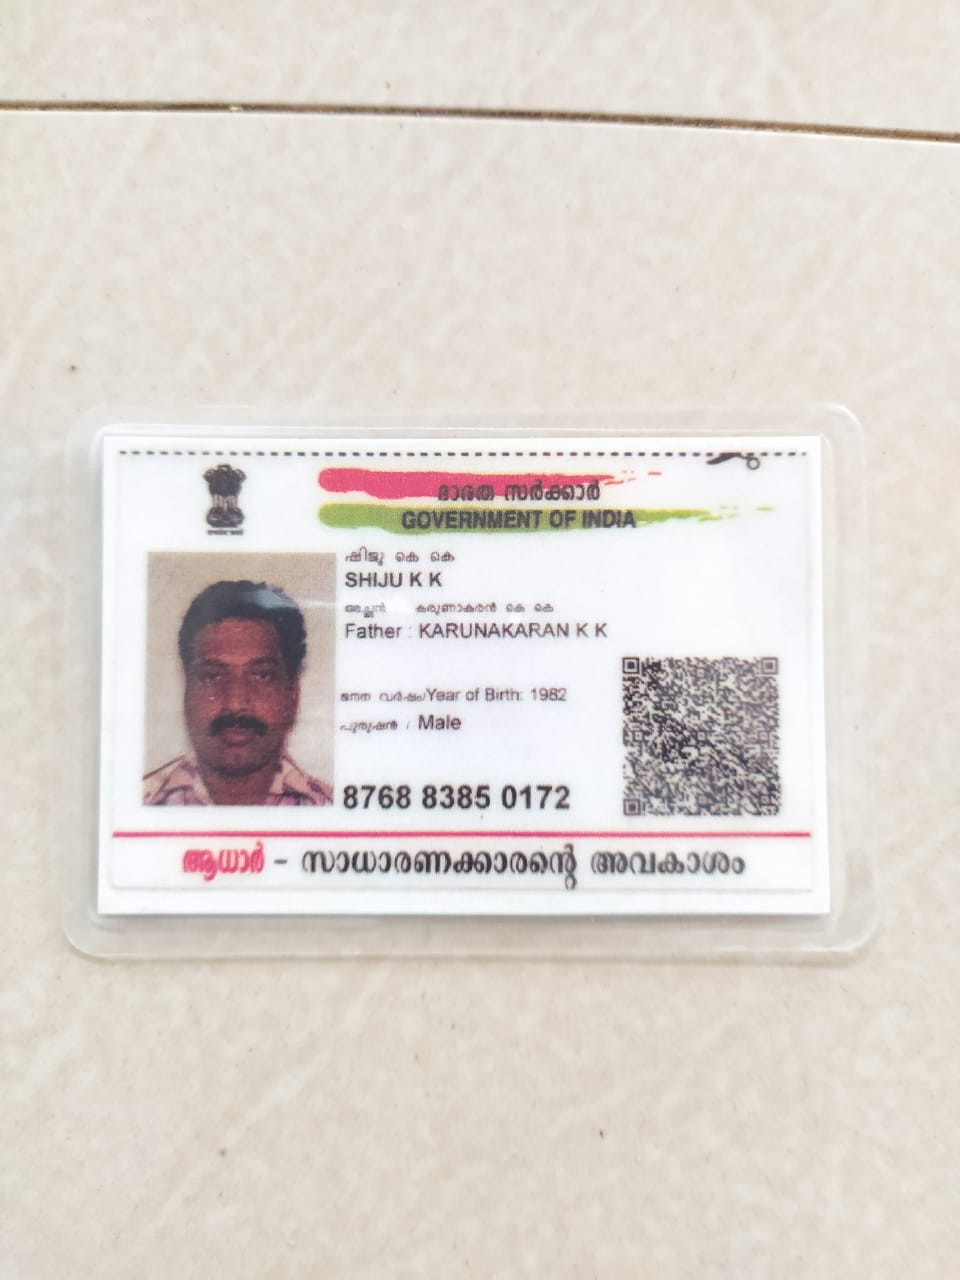 ഭാരത സർക്കാർ
GOVERNMENT OF INDIA
ഷിജു കെ കെ
SHIJU K K
അച്ഛൻ കരുണാകരൻ കെ കെ
Father : KARUNAKARAN K K
ജനന വർഷം/Year of Birth: 1982
പുരുഷൻ / Male
8768 8385 0172
ആധാർ – സാധാരണക്കാരന്റെ അവകാശം